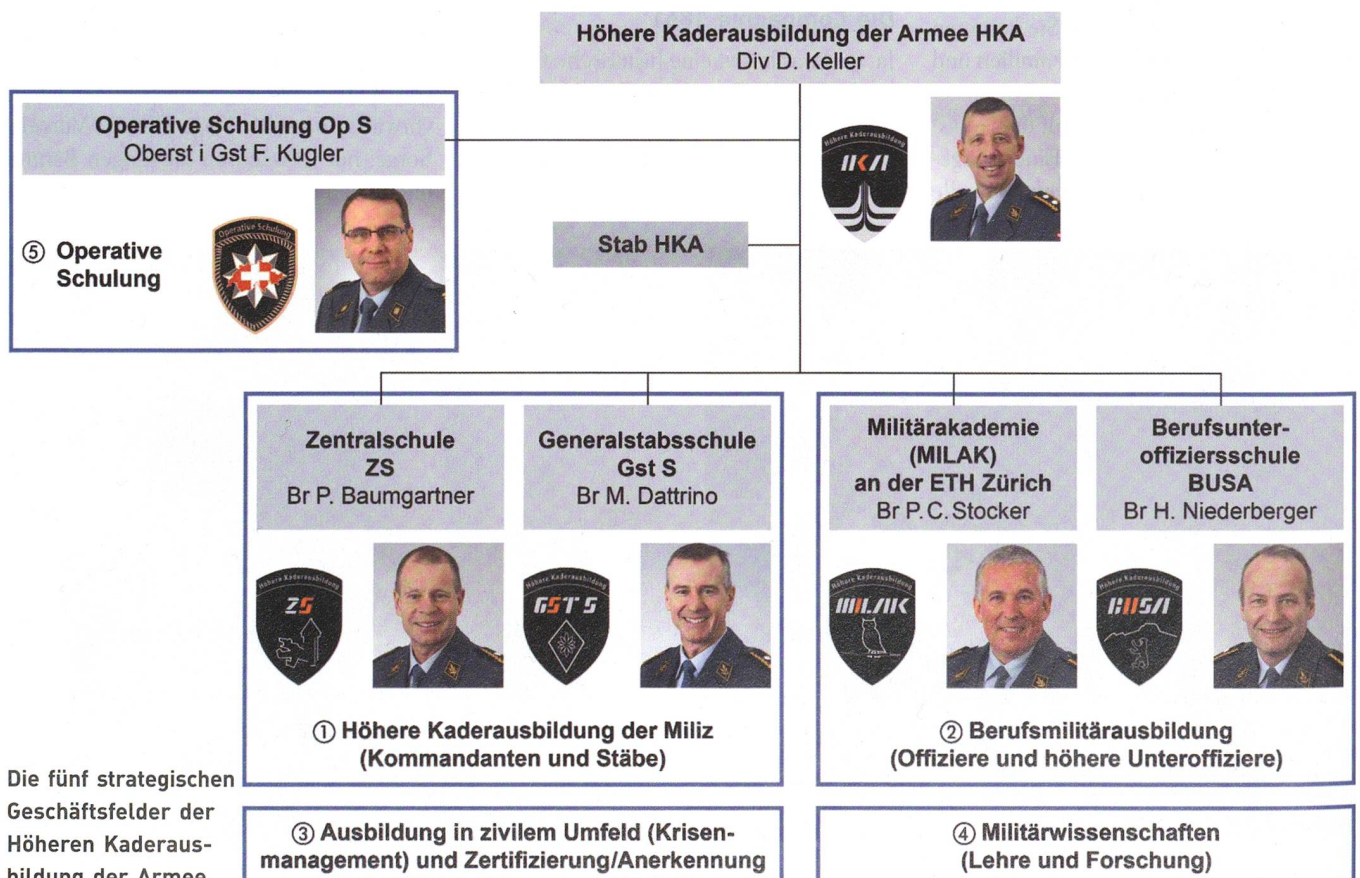 Höhere Kaderausbildung der Armee HKA
Div D. Keller
Operative Schulung Op S
Oberst i Gst F. Kugler
Höhere Kaderausbildung
HKA
Stab HKA
⑤ Operative
Schulung
Operative Schulung
Zentralschule
ZS
Br P. Baumgartner
Generalstabsschule
Gst S
Br M. Dattrino
Militärakademie
(MILAK)
an der ETH Zürich
Br P. C. Stocker
Berufsunter-
offiziersschule
BUSA
Br H. Niederberger
Höhere Kaderausbildung
ZS
Höhere Kaderausbildung
GST S
Höhere Kaderausbildung
MILAK
Höhere Kaderausbildung
BUSA
① Höhere Kaderausbildung der Miliz
(Kommandanten und Stäbe)
② Berufsmilitärausbildung
(Offiziere und höhere Unteroffiziere)
③ Ausbildung in zivilem Umfeld (Krisen-
management) und Zertifizierung/Anerkennung
④ Militärwissenschaften
(Lehre und Forschung)
Die fünf strategischen
Geschäftsfelder der
Höheren Kaderaus-
bildung der Armee